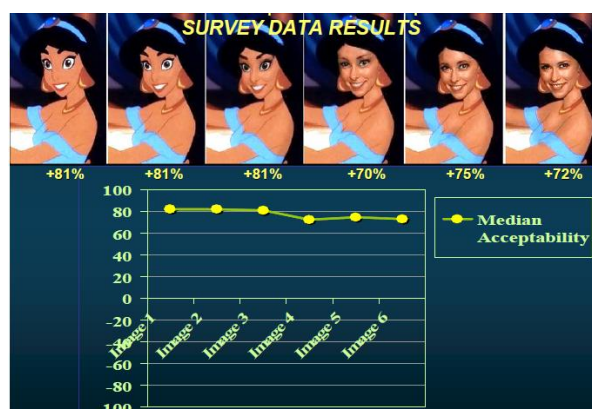 SURVEY DATA RESULTS
+81%
+81%
+81%
+70%
+75%
+72%
100
80
60
40
20
0
-20
-40
-60
-80
-100
Image 1
Image 2
Image 3
Image 4
Image 5
Image 6
Median
Acceptability